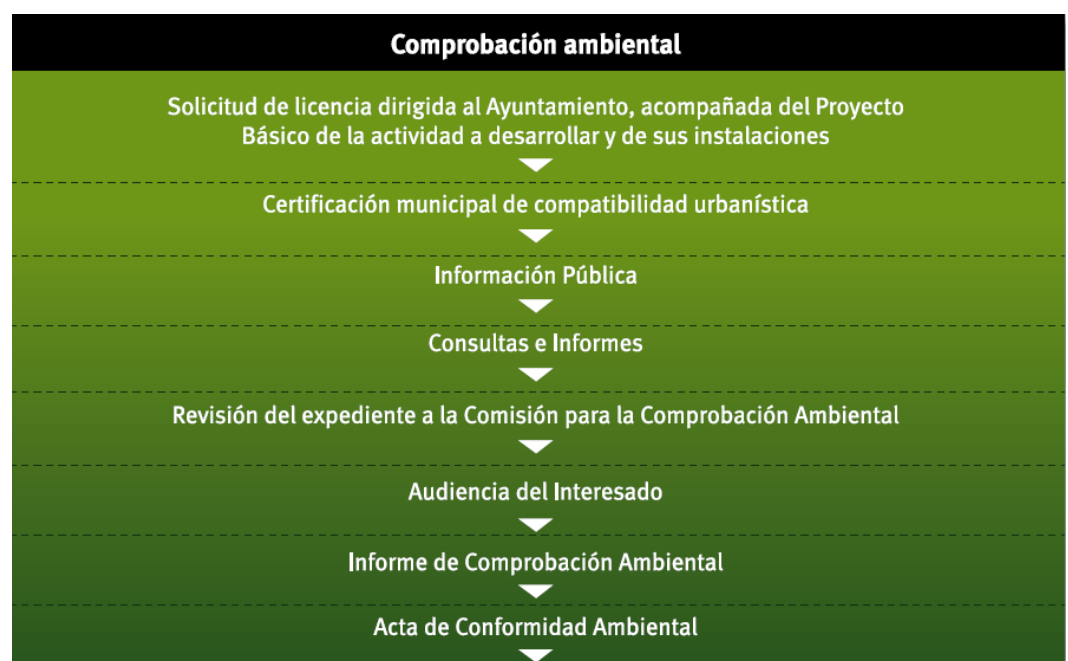 Comprobación ambiental
Solicitud de licencia dirigida al Ayuntamiento, acompañada del Proyecto
Básico de la actividad a desarrollar y de sus instalaciones
Certificación municipal de compatibilidad urbanística
Información Pública
Consultas e Informes
Revisión del expediente a la Comisión para la Comprobación Ambiental
Audiencia del Interesado
Informe de Comprobación Ambiental
Acta de Conformidad Ambiental